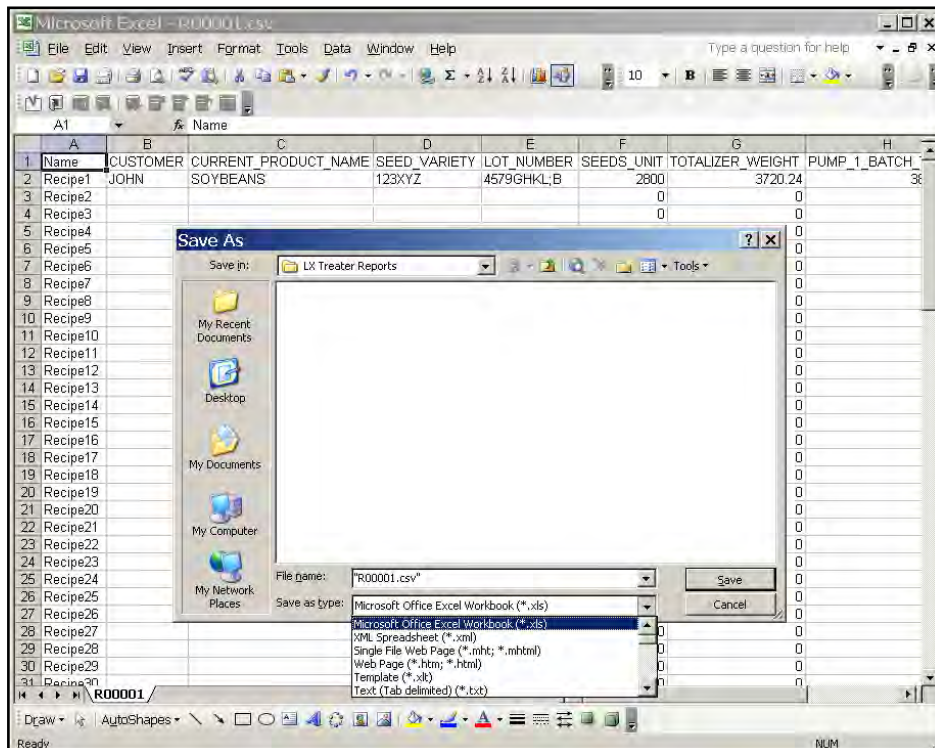 Microsoft Excel - R00001.csv
File Edit View Insert Format Tools Data Window Help Type a question for help
10 B
A1 fx Name
A B C D E F G H
1 Name CUSTOMER CURRENT_PRODUCT_NAME SEED_VARIETY LOT_NUMBER SEEDS_UNIT TOTALIZER_WEIGHT PUMP_1_BATCH_
2 Recipe1 JOHN SOYBEANS 123XYZ 4579GHKL;B 2800 3720.24
3 Recipe2 0 0
4 Recipe3 0 0
5 Recipe4 0
6 Recipe5 0
7 Recipe6 0
8 Recipe7 0
9 Recipe8 0
10 Recipe9 0
11 Recipe10 0
12 Recipe11 0
13 Recipe12 0
14 Recipe13 0
15 Recipe14 0
16 Recipe15 0
17 Recipe16 0
18 Recipe17 0
19 Recipe18 0
20 Recipe19 0
21 Recipe20 0
22 Recipe21 0
23 Recipe22 0
24 Recipe23 0
25 Recipe24 0
26 Recipe25 0
27 Recipe26 0
28 Recipe27 0 0
29 Recipe28 0 0
30 Recipe29 0 0
31 Recipe30
Save As
Save in: LX Treater Reports Tools
My Recent
Documents
Desktop
My Documents
My Computer
My Network
Places
File name: "R00001.csv" Save
Save as type: Microsoft Office Excel Workbook (*.xls) Cancel
Microsoft Office Excel Workbook (*.xls)
XML Spreadsheet (*.xml)
Single File Web Page (*.mht; *.mhtml)
Web Page (*.htm; *.html)
Template (*.xlt)
Text (Tab delimited) (*.txt)
R00001
Draw AutoShapes
Ready NUM